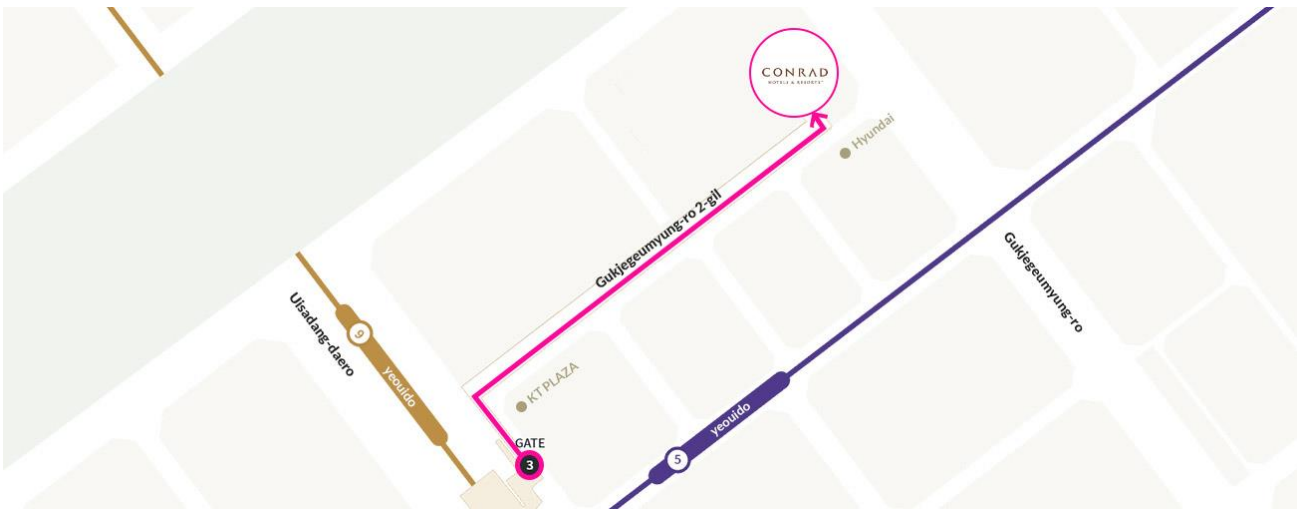 CONRAD
HOTELS & RESORTS
Hyundai
Gukjegeumyung-ro 2-gil
Gukjegeumyung-ro
Uisadang-daero
9
yeouido
KT PLAZA
yeouido
5
GATE
3